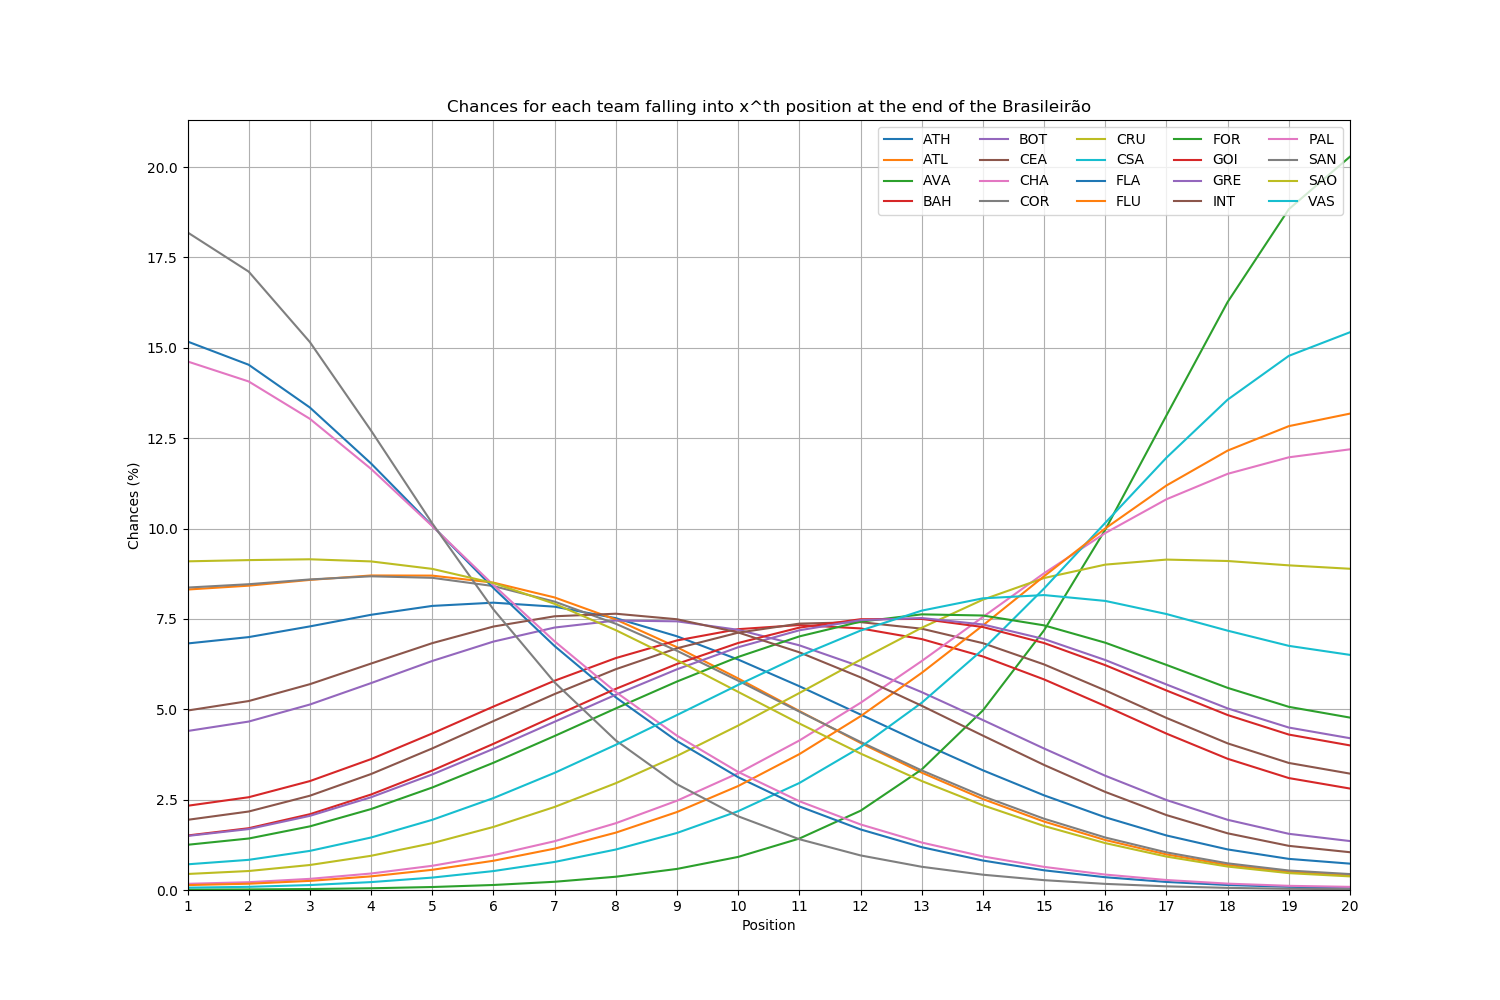 Chances for each team falling into x^th position at the end of the Brasileirão
ATH BOT CRU FOR PAL
ATL CEA CSA GOI SAN
AVA CHA FLA GRE SAO
BAH COR FLU INT VAS
20.0
17.5
15.0
12.5
10.0
7.5
5.0
2.5
0.0
Chances (%)
1 2 3 4 5 6 7 8 9 10 11 12 13 14 15 16 17 18 19 20
Position